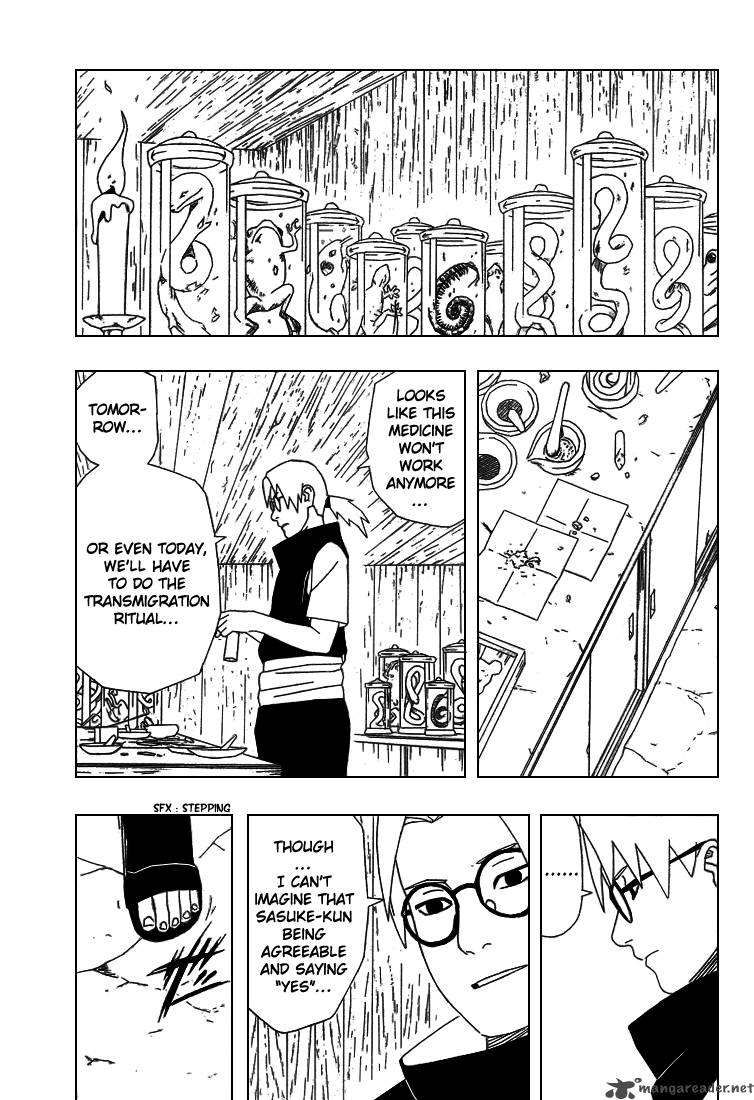 LOOKS
LIKE THIS
MEDICINE
WON'T
WORK
ANYMORE
...
TOMOR-
ROW...
OR EVEN TODAY,
WE'LL HAVE
TO DO THE
TRANSMIGRATION
RITUAL...
........
THOUGH
...
I CAN'T
IMAGINE THAT
SASUKE-KUN
BEING
AGREEABLE
AND SAYING
"YES"...
SFX : STEPPING
mangareader.net